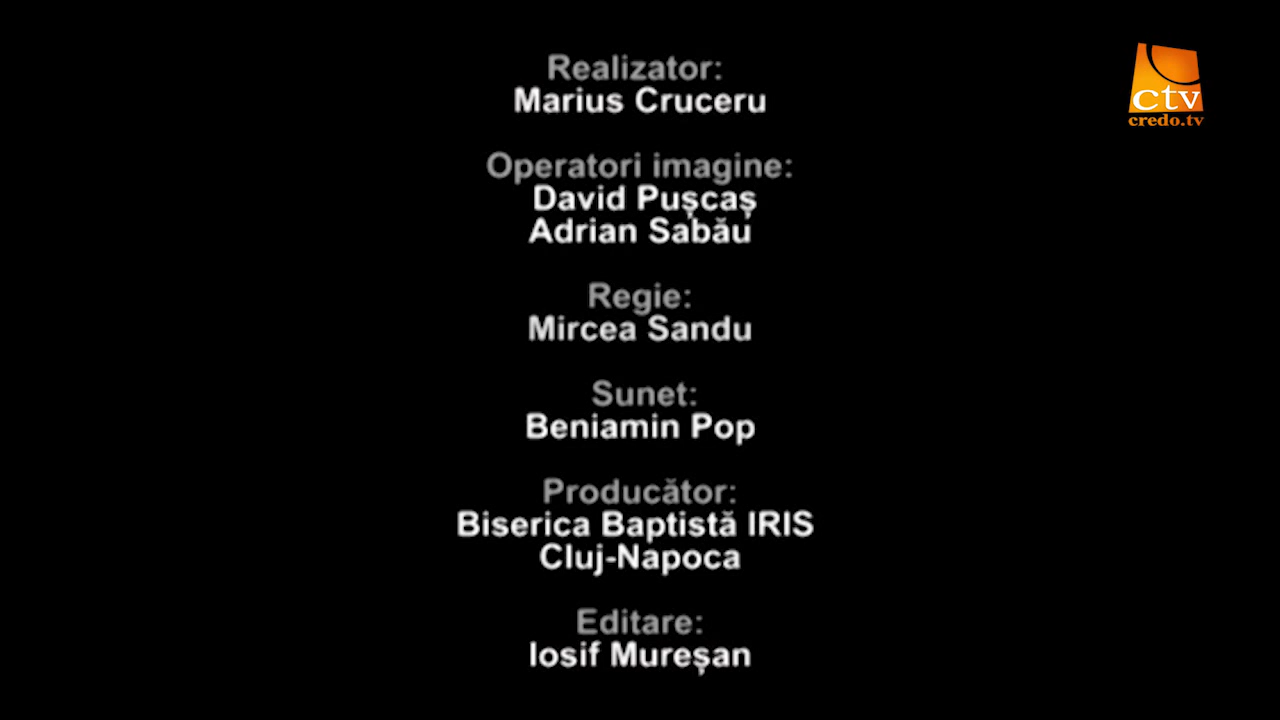 Realizator:
Marius Cruceru
Operatori imagine:
David Pușcaș
Adrian Sabău
Regie:
Mircea Sandu
Sunet:
Beniamin Pop
Producător:
Biserica Baptistă IRIS
Cluj-Napoca
Editare:
Iosif Mureșan
ctv
credo.tv